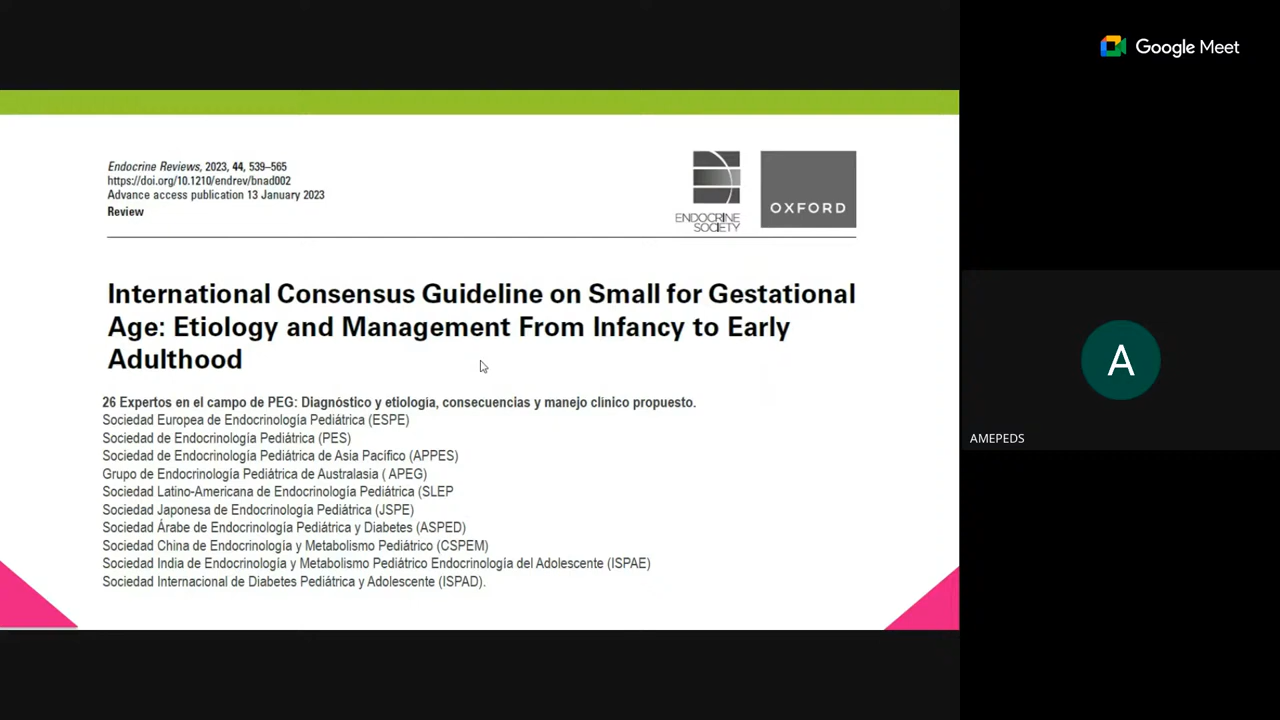 Google Meet
Endocrine Reviews, 2023, 44, 539–565
https://doi.org/10.1210/endrev/bnad002
Advance access publication 13 January 2023
Review
ENDOCRINE
SOCIETY
OXFORD
International Consensus Guideline on Small for Gestational
Age: Etiology and Management From Infancy to Early
Adulthood
26 Expertos en el campo de PEG: Diagnóstico y etiología, consecuencias y manejo clínico propuesto.
Sociedad Europea de Endocrinología Pediátrica (ESPE)
Sociedad de Endocrinología Pediátrica (PES)
Sociedad de Endocrinología Pediátrica de Asia Pacífico (APPES)
Grupo de Endocrinología Pediátrica de Australasia ( APEG)
Sociedad Latino-Americana de Endocrinología Pediátrica (SLEP
Sociedad Japonesa de Endocrinología Pediátrica (JSPE)
Sociedad Árabe de Endocrinología Pediátrica y Diabetes (ASPED)
Sociedad China de Endocrinología y Metabolismo Pediátrico (CSPEM)
Sociedad India de Endocrinología y Metabolismo Pediátrico Endocrinología del Adolescente (ISPAE)
Sociedad Internacional de Diabetes Pediátrica y Adolescente (ISPAD).
A
AMEPEDS